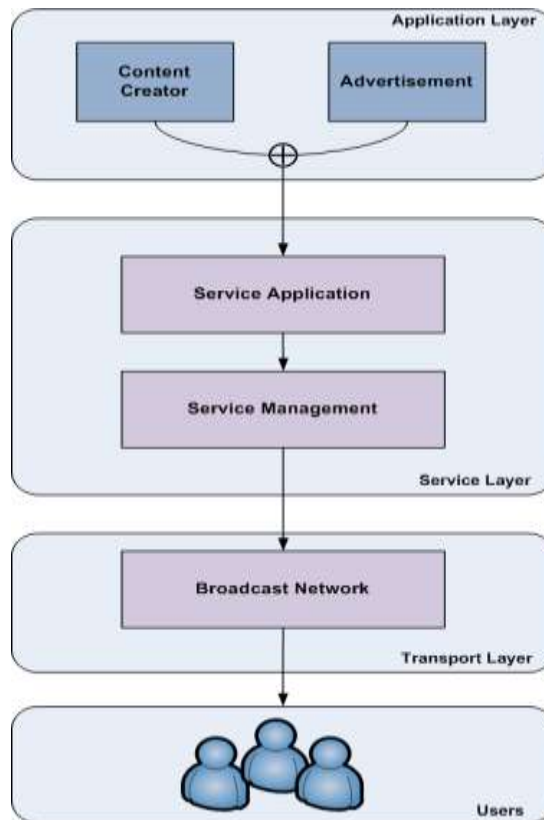 Application Layer
Content
Creator
Advertisement
Service Application
Service Management
Service Layer
Broadcast Network
Transport Layer
Users